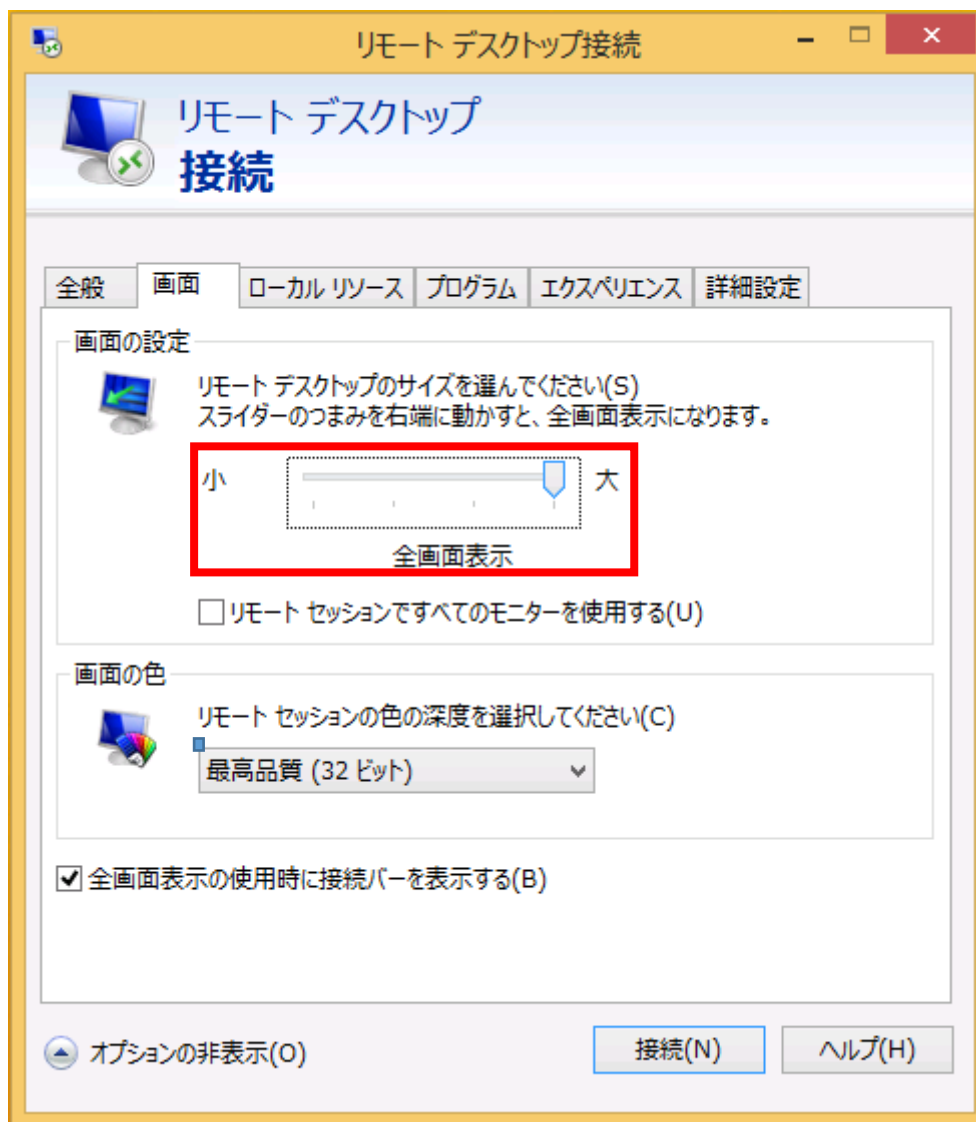 リモート デスクトップ接続
リモート デスクトップ
接続
全般 画面 ローカル リソース プログラム エクスペリエンス 詳細設定
画面の設定
リモート デスクトップのサイズを選んでください(S)
スライダーのつまみを右端に動かすと、全画面表示になります。
小 大
全画面表示
リモート セッションですべてのモニターを使用する(U)
画面の色
リモート セッションの色の深度を選択してください(C)
最高品質 (32 ビット)
全画面表示の使用時に接続バーを表示する(B)
オプションの非表示(O) 接続(N) ヘルプ(H)